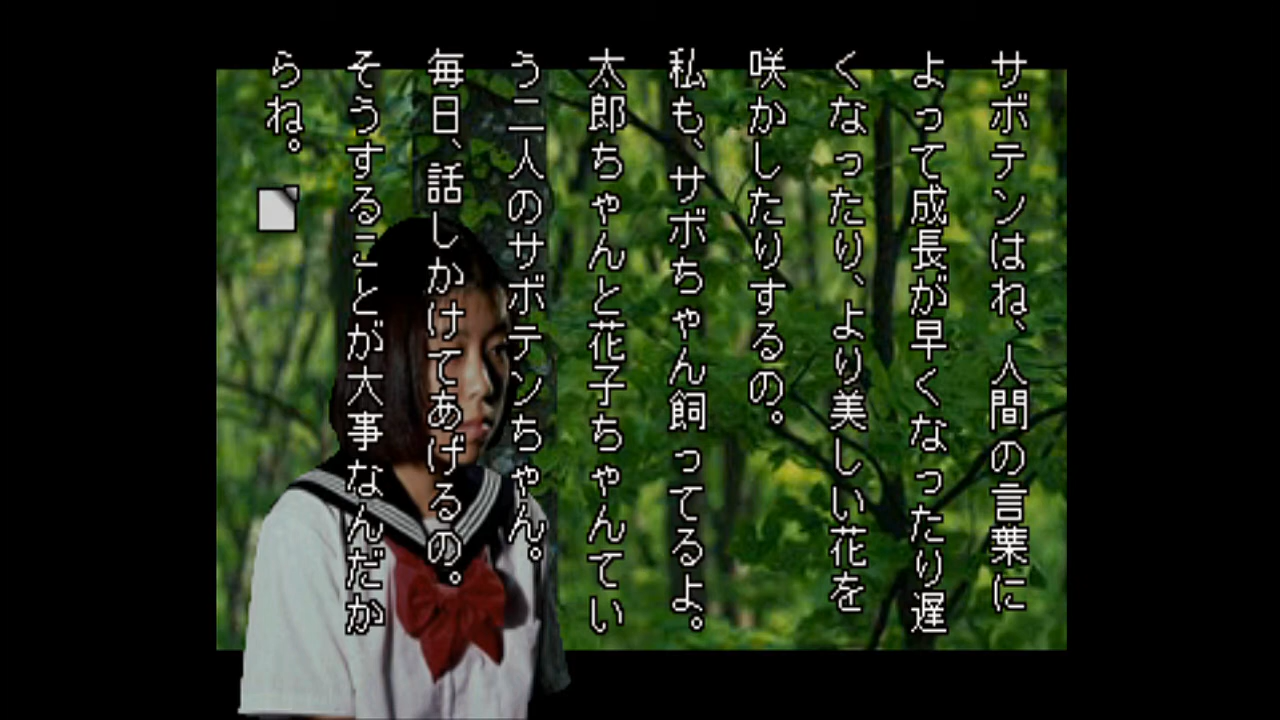 サボテンはね、人間の言葉に
よって成長が早くなったり遅
くなったり、より美しい花を
咲かしたりするの。
私も、サボちゃん飼ってるよ。
太郎ちゃんと花子ちゃんてい
う二人のサボテンちゃん。
毎日、話しかけてあげるの。
そうすることが大事なんだか
らね。